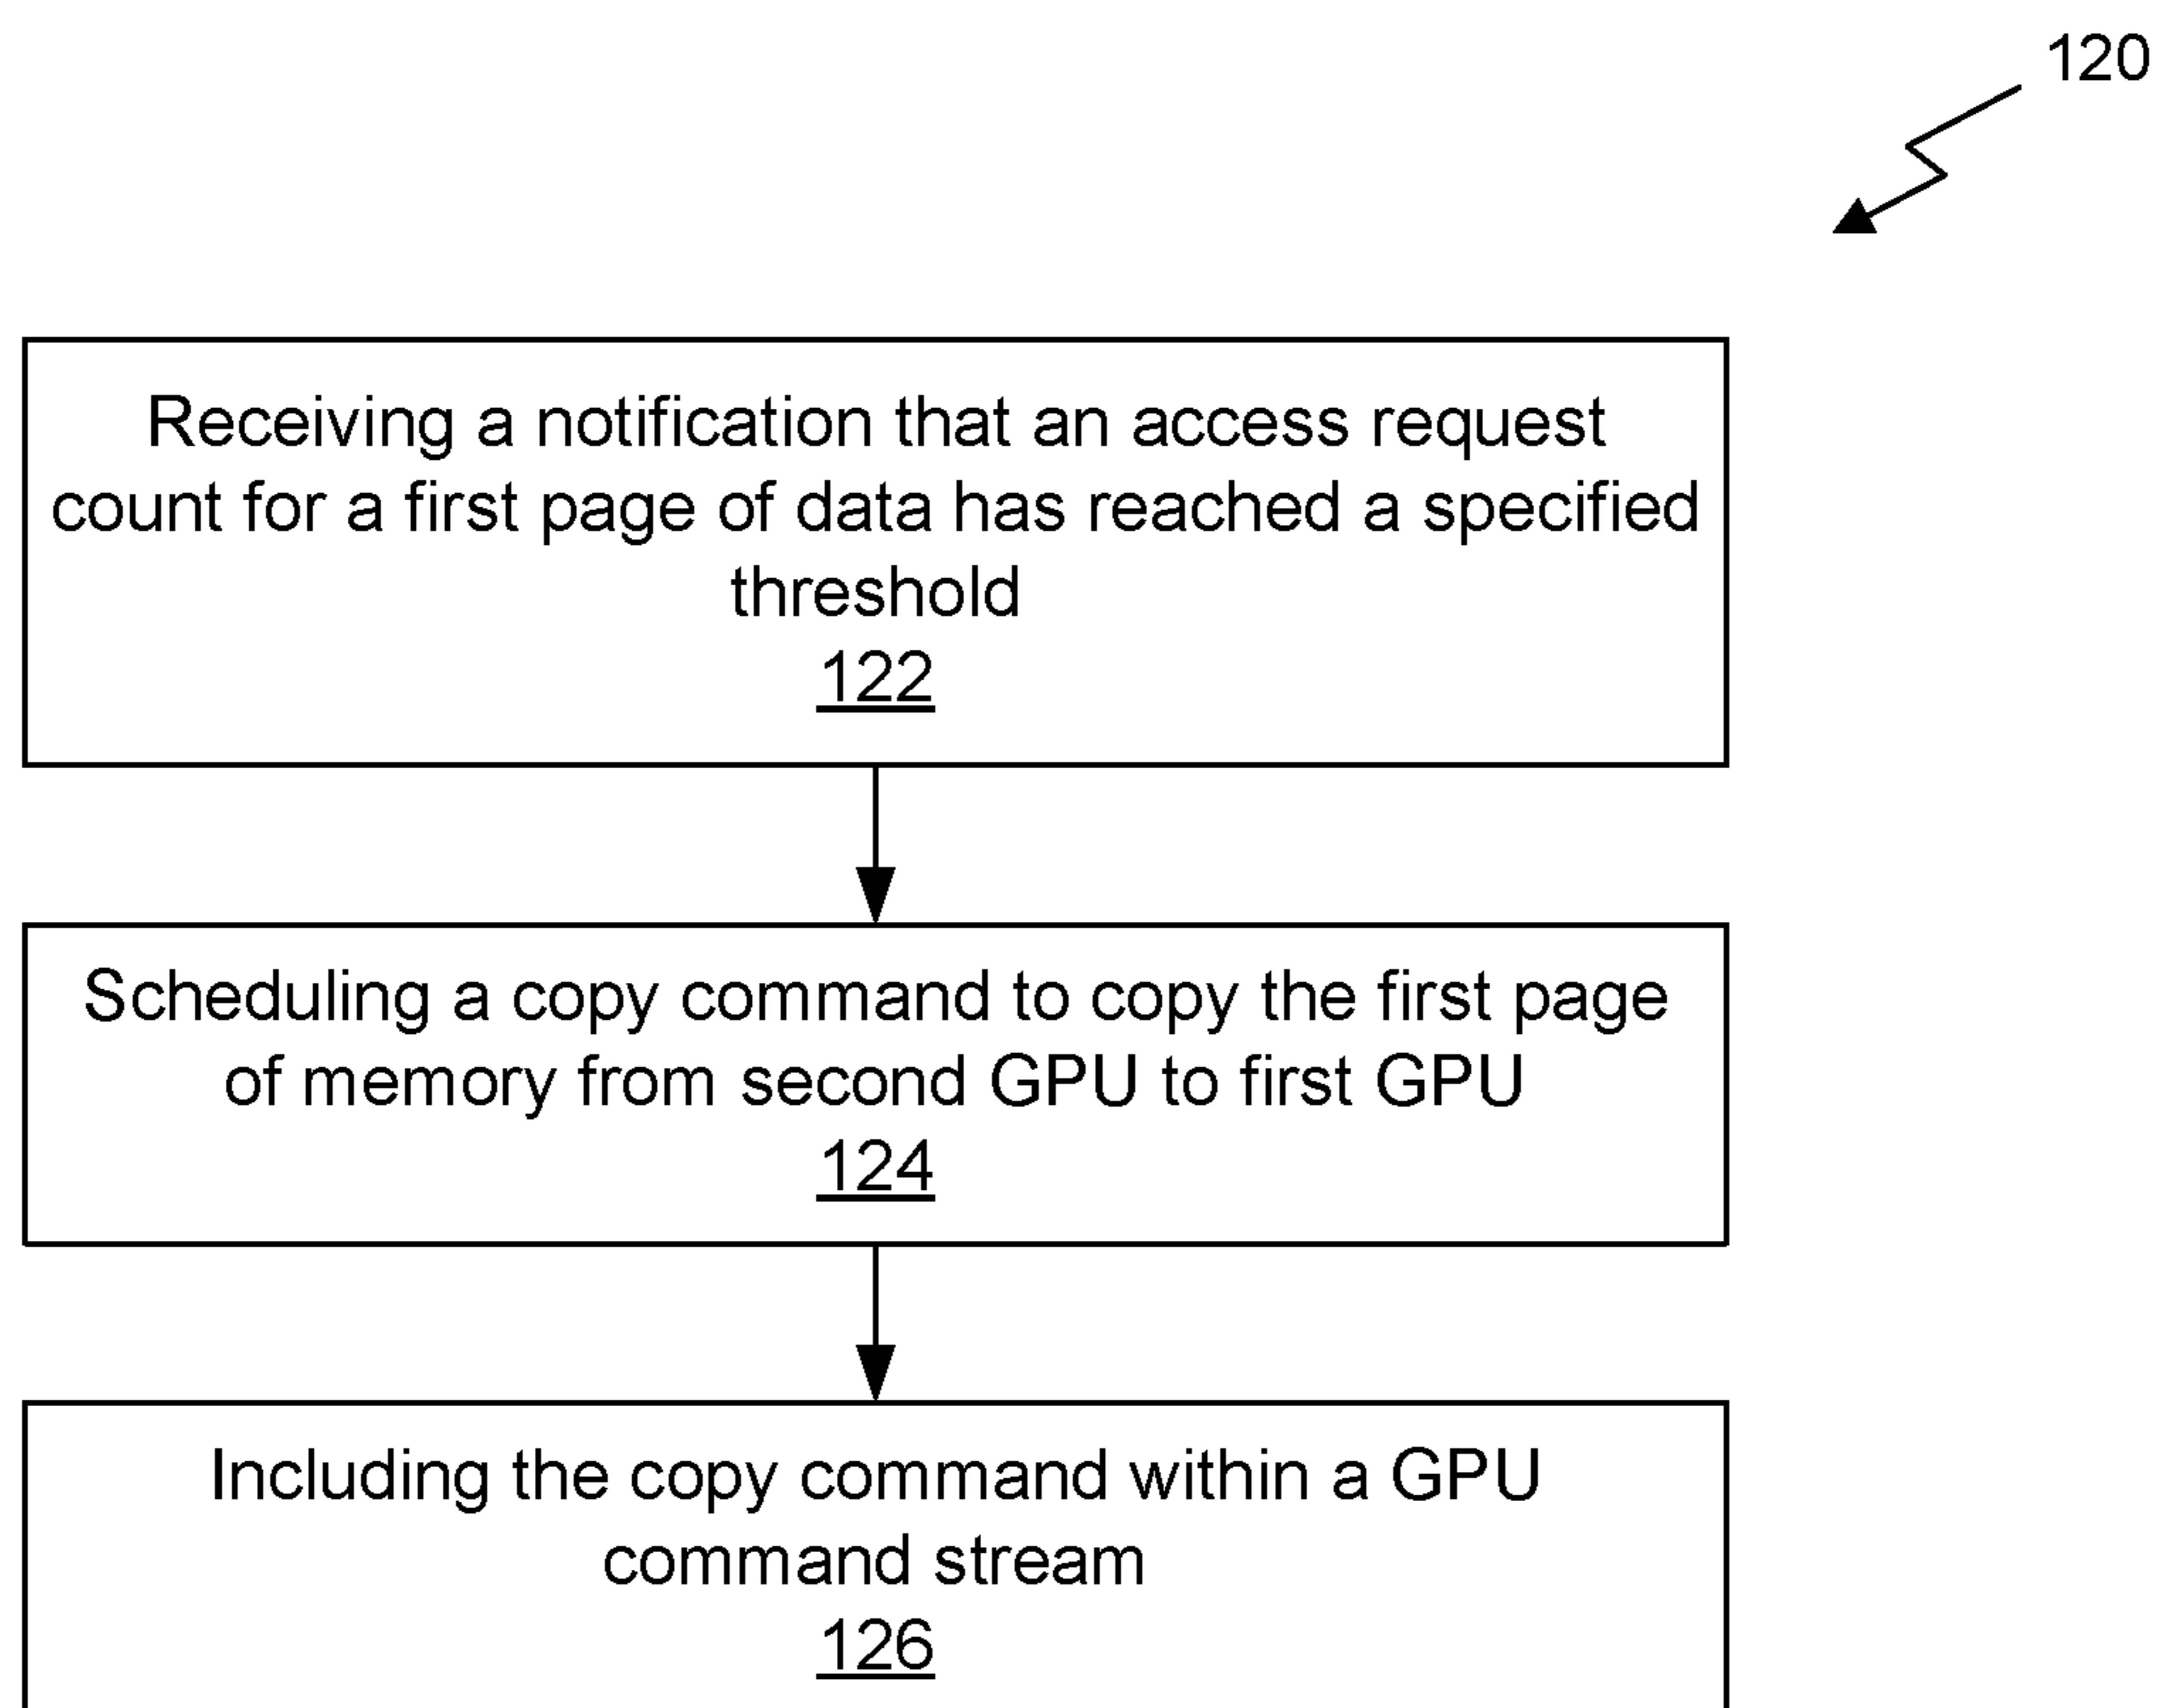 120
Receiving a notification that an access request
count for a first page of data has reached a specified
threshold
122
Scheduling a copy command to copy the first page
of memory from second GPU to first GPU
124
Including the copy command within a GPU
command stream
126